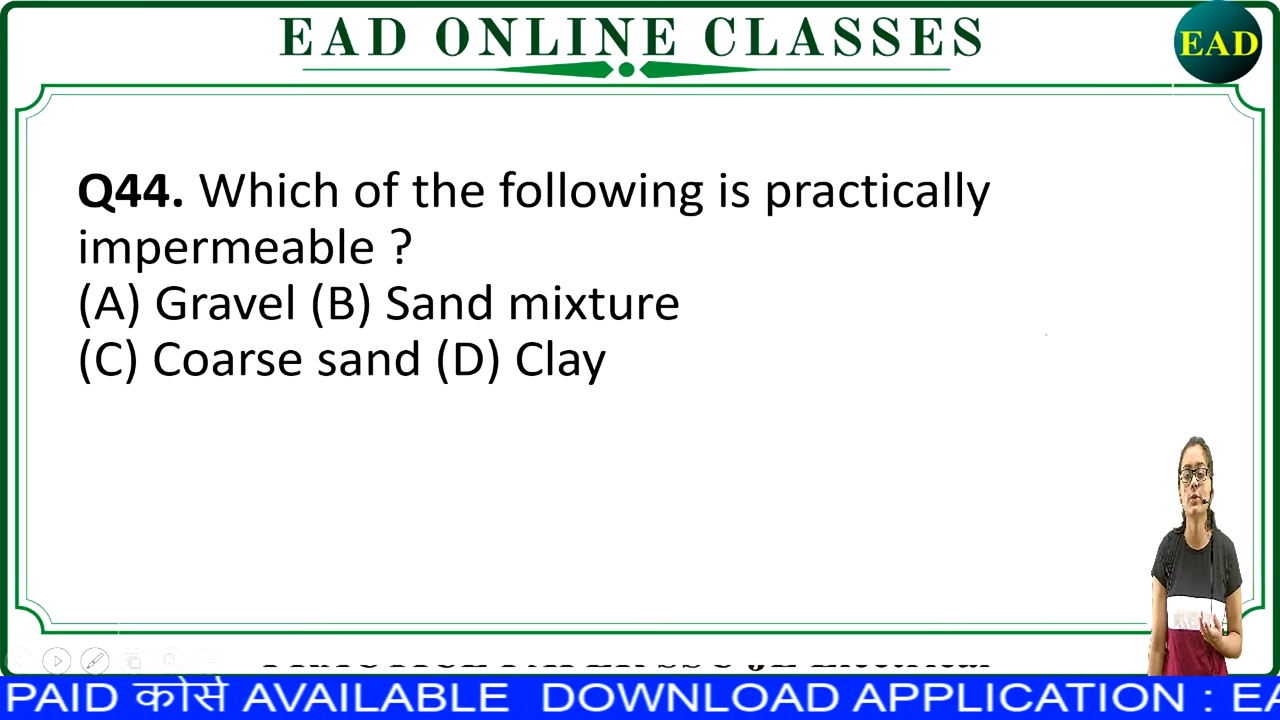 EAD ONLINE CLASSES
EAD
Q44. Which of the following is practically
impermeable ?
(A) Gravel (B) Sand mixture
(C) Coarse sand (D) Clay
PAID कोर्स AVAILABLE DOWNLOAD APPLICATION : EA